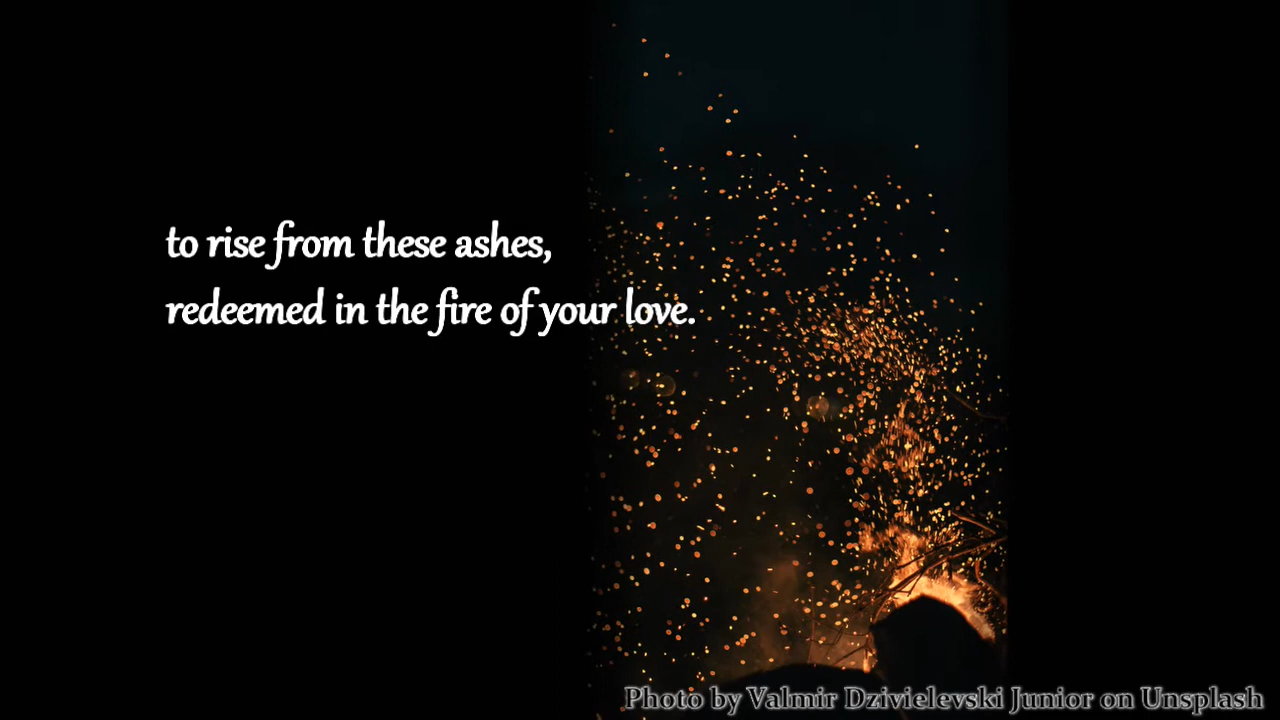 to rise from these ashes,
redeemed in the fire of your love.
Photo by Valmir Dzivielevski Junior on Unsplash